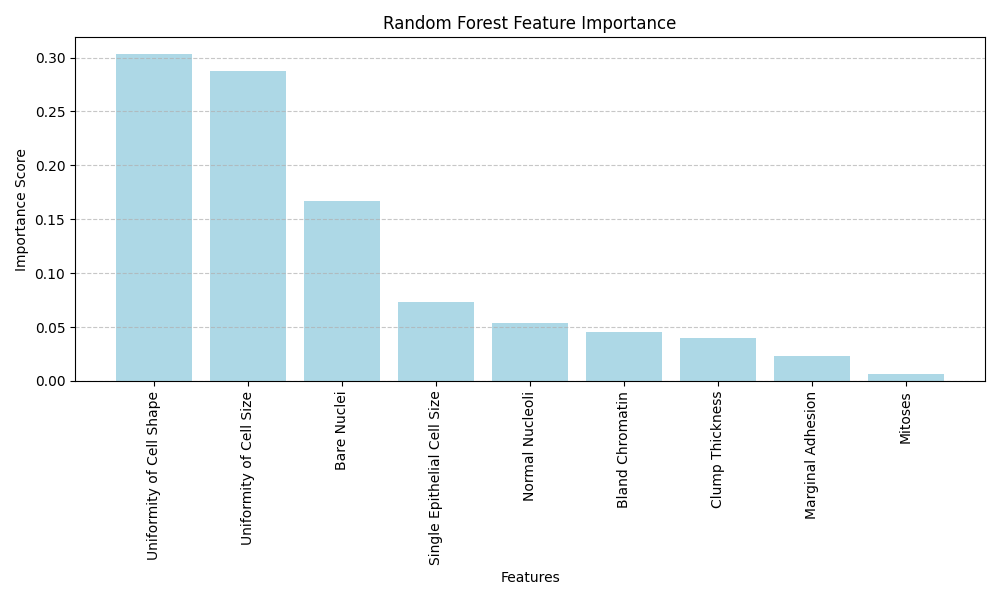 Random Forest Feature Importance
Importance Score
0.30
0.25
0.20
0.15
0.10
0.05
0.00
Uniformity of Cell Shape
Uniformity of Cell Size
Bare Nuclei
Single Epithelial Cell Size
Normal Nucleoli
Bland Chromatin
Clump Thickness
Marginal Adhesion
Mitoses
Features